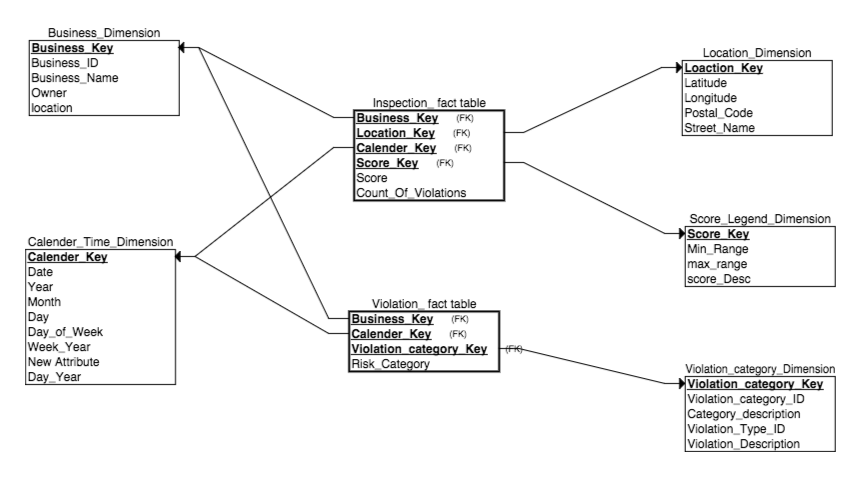 Business_Dimension
Business_Key
Business_ID
Business_Name
Owner
location
Location_Dimension
Loaction_Key
Latitude
Longitude
Postal_Code
Street_Name
Inspection_ fact table
Business_Key (FK)
Location_Key (FK)
Calender_Key (FK)
Score_Key (FK)
Score
Count_Of_Violations
Score_Legend_Dimension
Score_Key
Min_Range
max_range
score_Desc
Calender_Time_Dimension
Calender_Key
Date
Year
Month
Day
Day_of_Week
Week_Year
New Attribute
Day_Year
Violation_ fact table
Business_Key (FK)
Calender_Key (FK)
Violation_category_Key (FK)
Risk_Category
Violation_category_Dimension
Violation_category_Key
Violation_category_ID
Category_description
Violation_Type_ID
Violation_Description